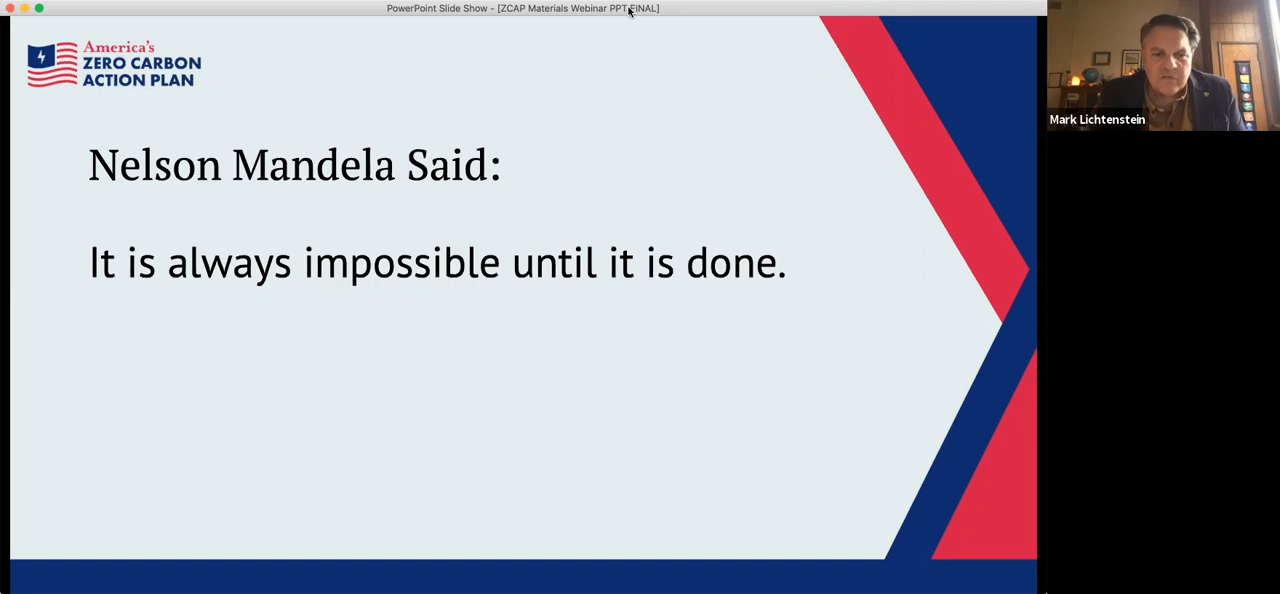 PowerPoint Slide Show - [ZCAP Materials Webinar PPT FINAL]
America's
ZERO CARBON
ACTION PLAN
Nelson Mandela Said:
It is always impossible until it is done.
Mark Lichtenstein